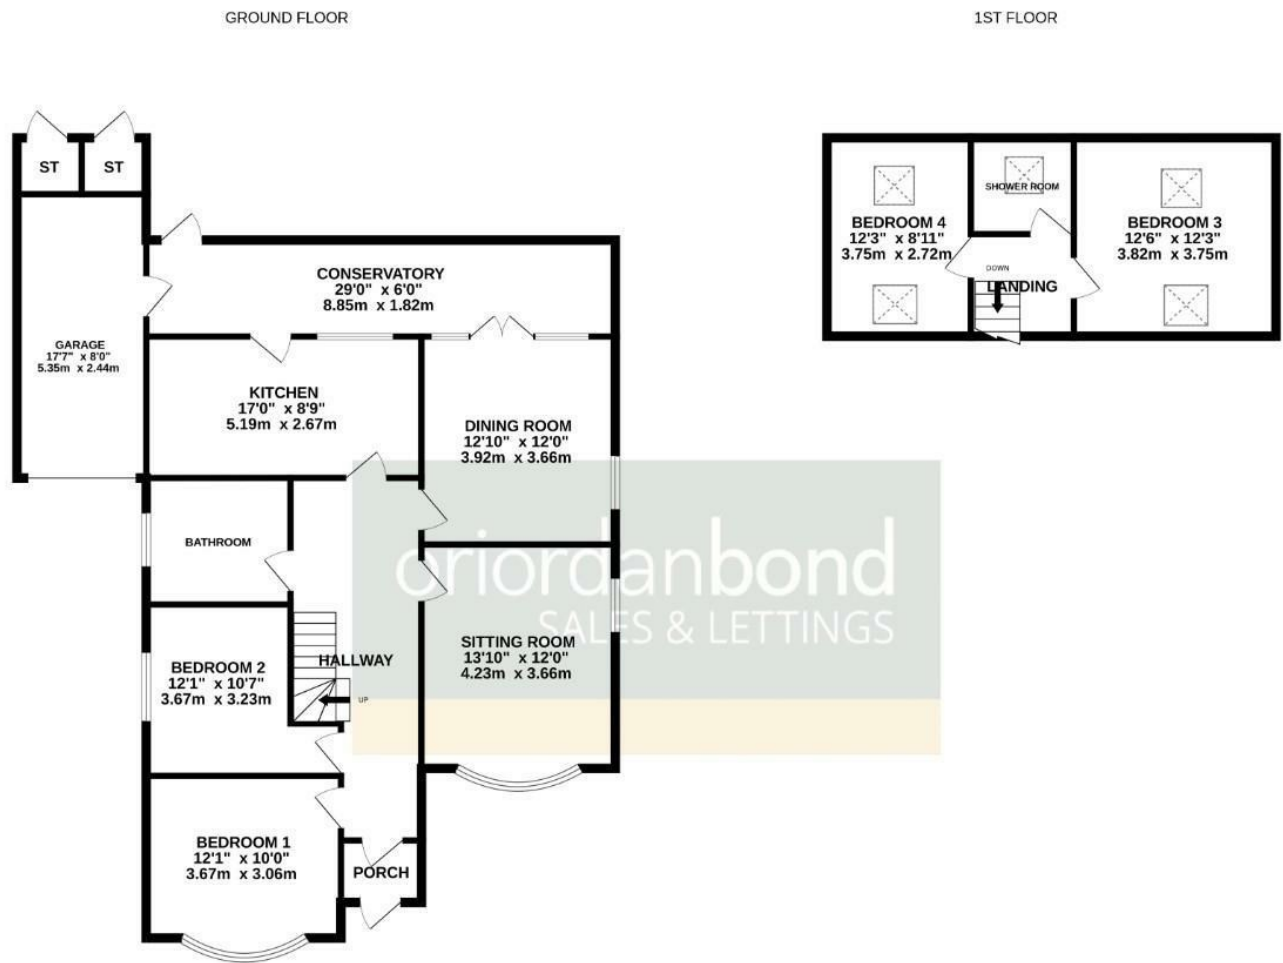 GROUND FLOOR
1ST FLOOR
ST
ST
CONSERVATORY
29'0" x 6'0"
8.85m x 1.82m
GARAGE
17'7" x 8'0"
5.35m x 2.44m
KITCHEN
17'0" x 8'9"
5.19m x 2.67m
DINING ROOM
12'10" x 12'0"
3.92m x 3.66m
BATHROOM
oriordanbond
SALES & LETTINGS
SITTING ROOM
13'10" x 12'0"
4.23m x 3.66m
HALLWAY
UP
BEDROOM 2
12'1" x 10'7"
3.67m x 3.23m
BEDROOM 1
12'1" x 10'0"
3.67m x 3.06m
PORCH
SHOWER ROOM
BEDROOM 4
12'3" x 8'11"
3.75m x 2.72m
DOWN
LANDING
BEDROOM 3
12'6" x 12'3"
3.82m x 3.75m